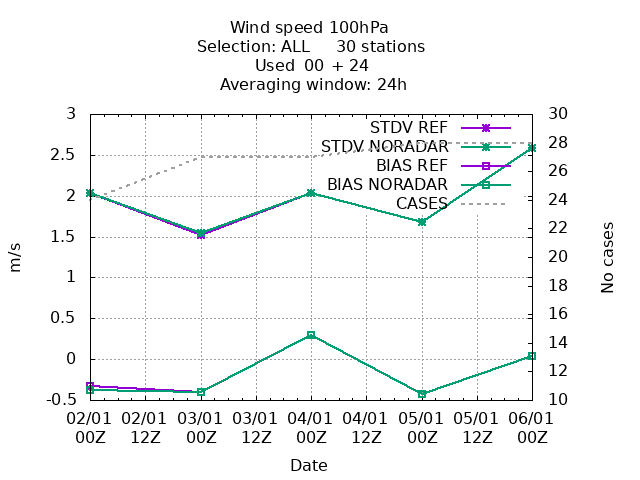 Wind speed 100hPa
Selection: ALL 30 stations
Used 00 + 24
Averaging window: 24h
3
2.5
2
1.5
1
0.5
0
-0.5
m/s
STDV REF
STDV NORADAR
BIAS REF
BIAS NORADAR
CASES
30
28
26
24
22
20
18
16
14
12
10
No cases
02/01 02/01 03/01 03/01 04/01 04/01 05/01 05/01 06/01
00Z 12Z 00Z 12Z 00Z 12Z 00Z 12Z 00Z
Date